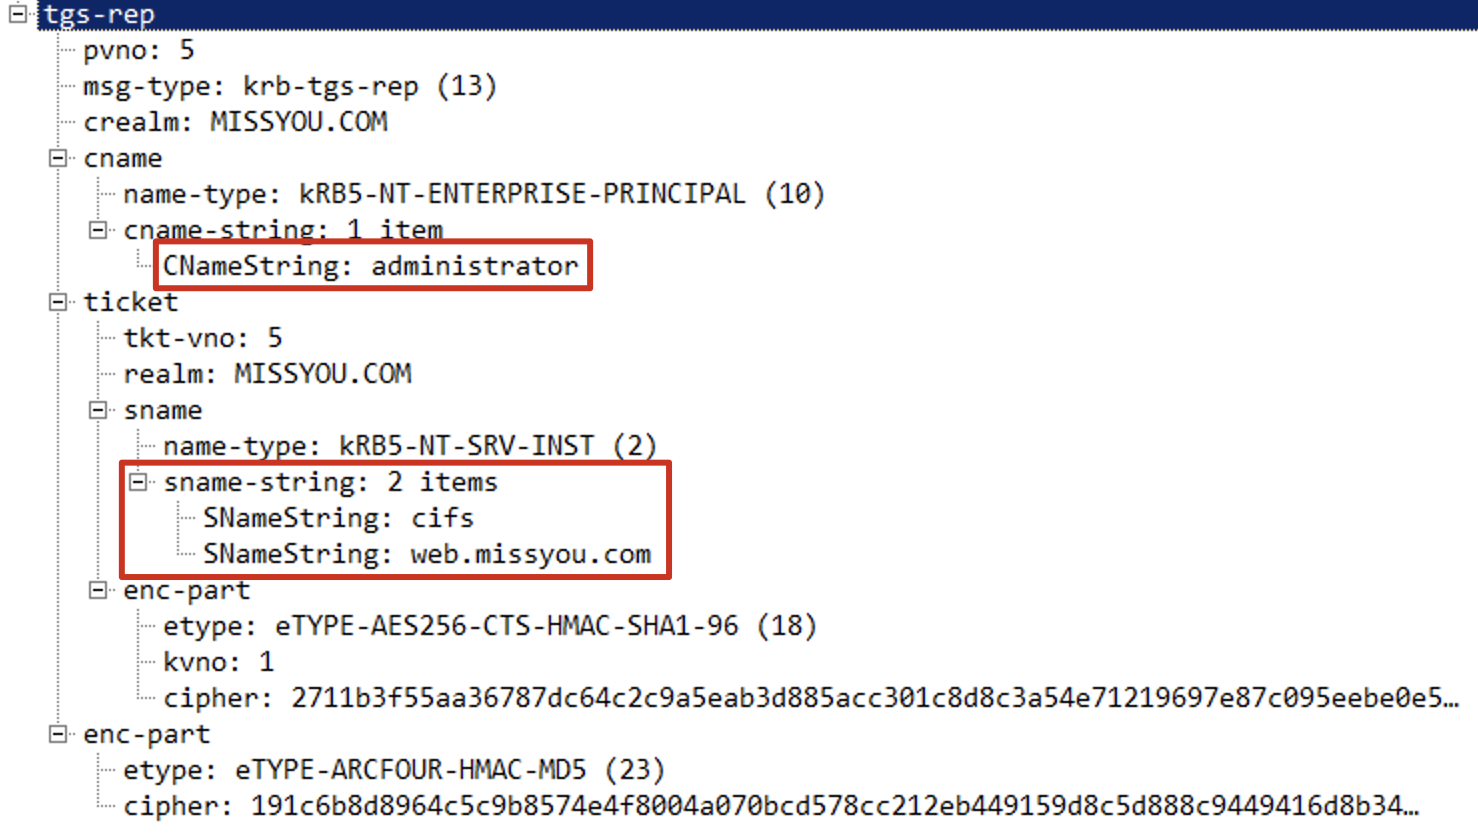 tgs-rep
pvno: 5
msg-type: krb-tgs-rep (13)
crealm: MISSYOU.COM
cname
name-type: kRB5-NT-ENTERPRISE-PRINCIPAL (10)
cname-string: 1 item
CNameString: administrator
ticket
tkt-vno: 5
realm: MISSYOU.COM
sname
name-type: kRB5-NT-SRV-INST (2)
sname-string: 2 items
SNameString: cifs
SNameString: web.missyou.com
enc-part
etype: eTYPE-AES256-CTS-HMAC-SHA1-96 (18)
kvno: 1
cipher: 2711b3f55aa36787dc64c2c9a5eab3d885acc301c8d8c3a54e71219697e87c095eebe0e5…
enc-part
etype: eTYPE-ARCFOUR-HMAC-MD5 (23)
cipher: 191c6b8d8964c5c9b8574e4f8004a070bcd578cc212eb449159d8c5d888c9449416d8b34…